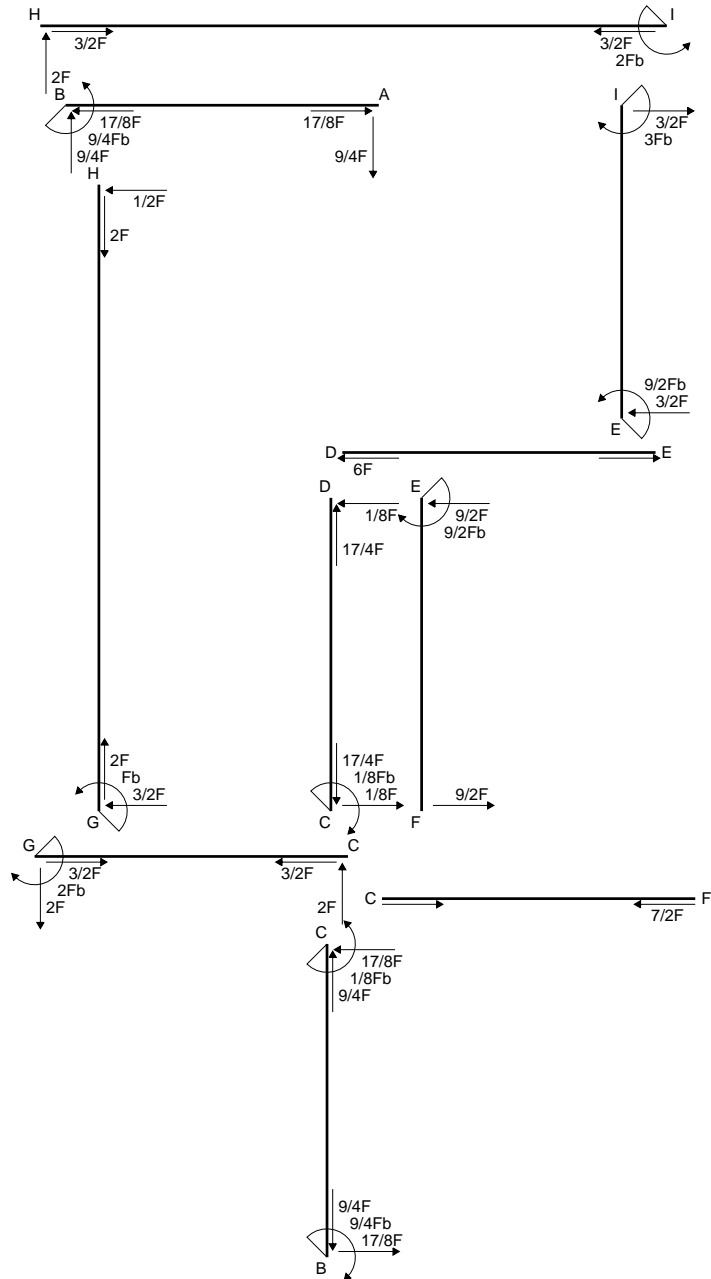 H I
3/2F 3/2F
2Fb
2F
B A I
17/8F 17/8F 3/2F
9/4Fb 3Fb
9/4F 9/4F
H
1/2F
2F
9/2Fb
3/2F
E
D E
6F
D E
1/8F 9/2F
9/2Fb
17/4F
2F 17/4F
Fb 1/8Fb
3/2F 1/8F 9/2F
G C F
G C
3/2F 3/2F
2Fb
2F 2F
C F
7/2F
C
17/8F
1/8Fb
9/4F
9/4F
9/4Fb
17/8F
B